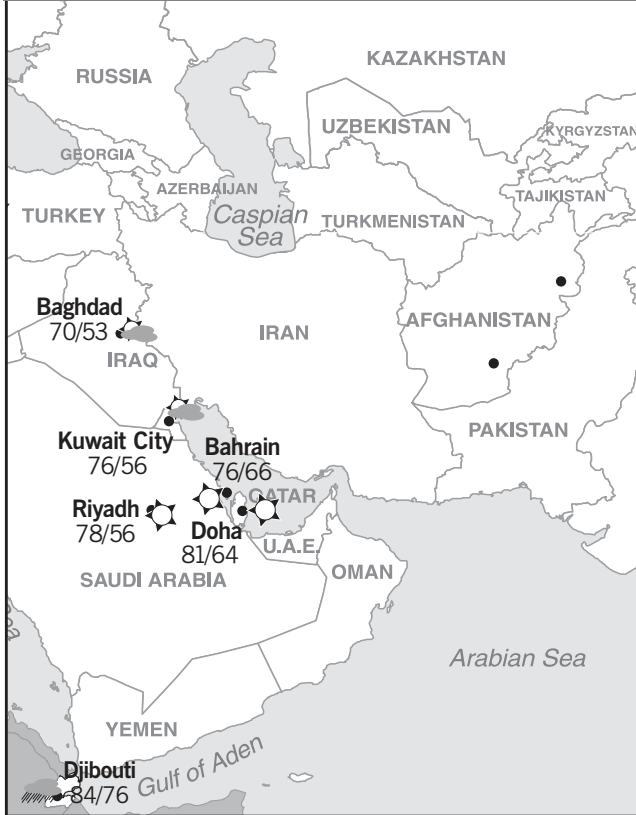 KAZAKHSTAN
RUSSIA
UZBEKISTAN
KYRGYZSTAN
GEORGIA
AZERBAIJAN
TAJIKISTAN
TURKEY
Caspian
Sea
TURKMENISTAN
Baghdad
70/53
IRAN
AFGHANISTAN
IRAQ
PAKISTAN
Kuwait City
76/56
Bahrain
76/66
QATAR
Riyadh
78/56
Doha
81/64
U.A.E.
OMAN
SAUDI ARABIA
Arabian Sea
YEMEN
Gulf of Aden
Djibouti
84/76